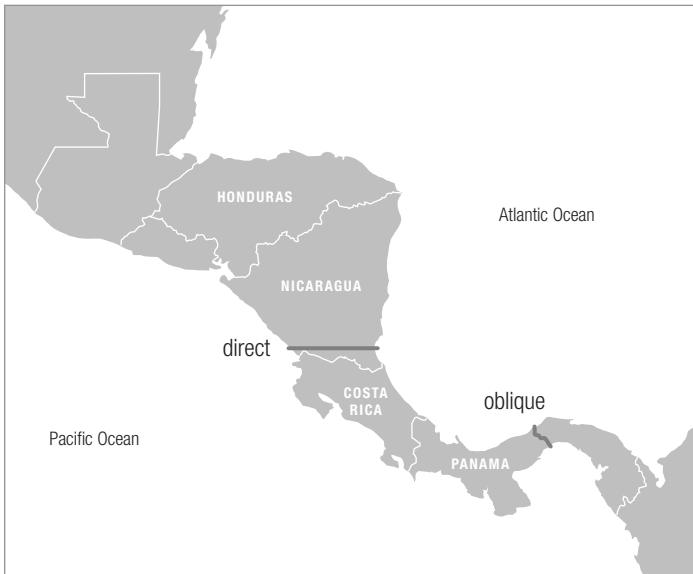 HONDURAS
Atlantic Ocean
NICARAGUA
direct
COSTA
RICA
oblique
Pacific Ocean
PANAMA